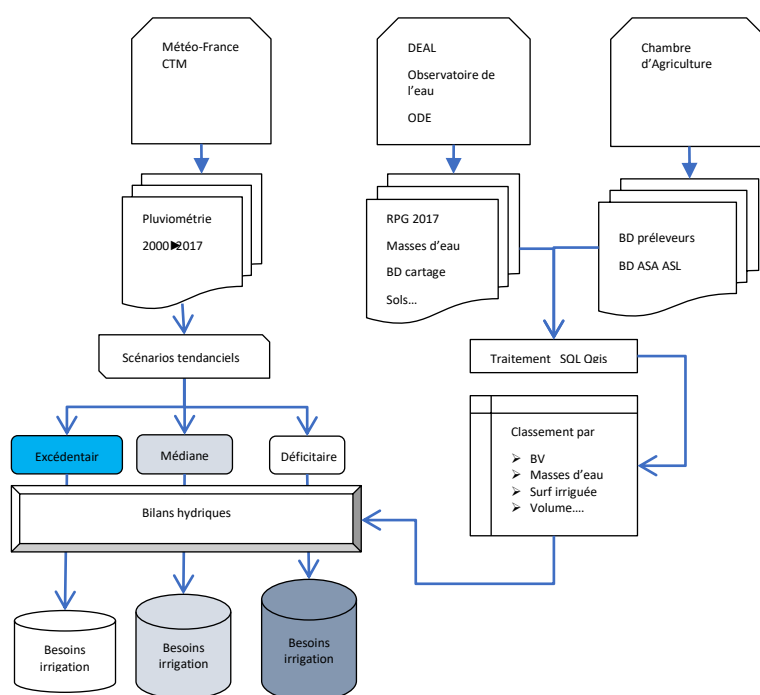 Météo-France
CTM
DEAL
Observatoire de
l'eau
ODE
Chambre
d'Agriculture
Pluviométrie
2000►2017
RPG 2017
Masses d'eau
BD cartage
Sols…
BD préleveurs
BD ASA ASL
Scénarios tendanciels
Traitement SQL Qgis
Excédentair
Médiane
Déficitaire
Classement par
➢ BV
➢ Masses d'eau
➢ Surf irriguée
➢ Volume….
Bilans hydriques
Besoins
irrigation
Besoins
irrigation
Besoins
irrigation